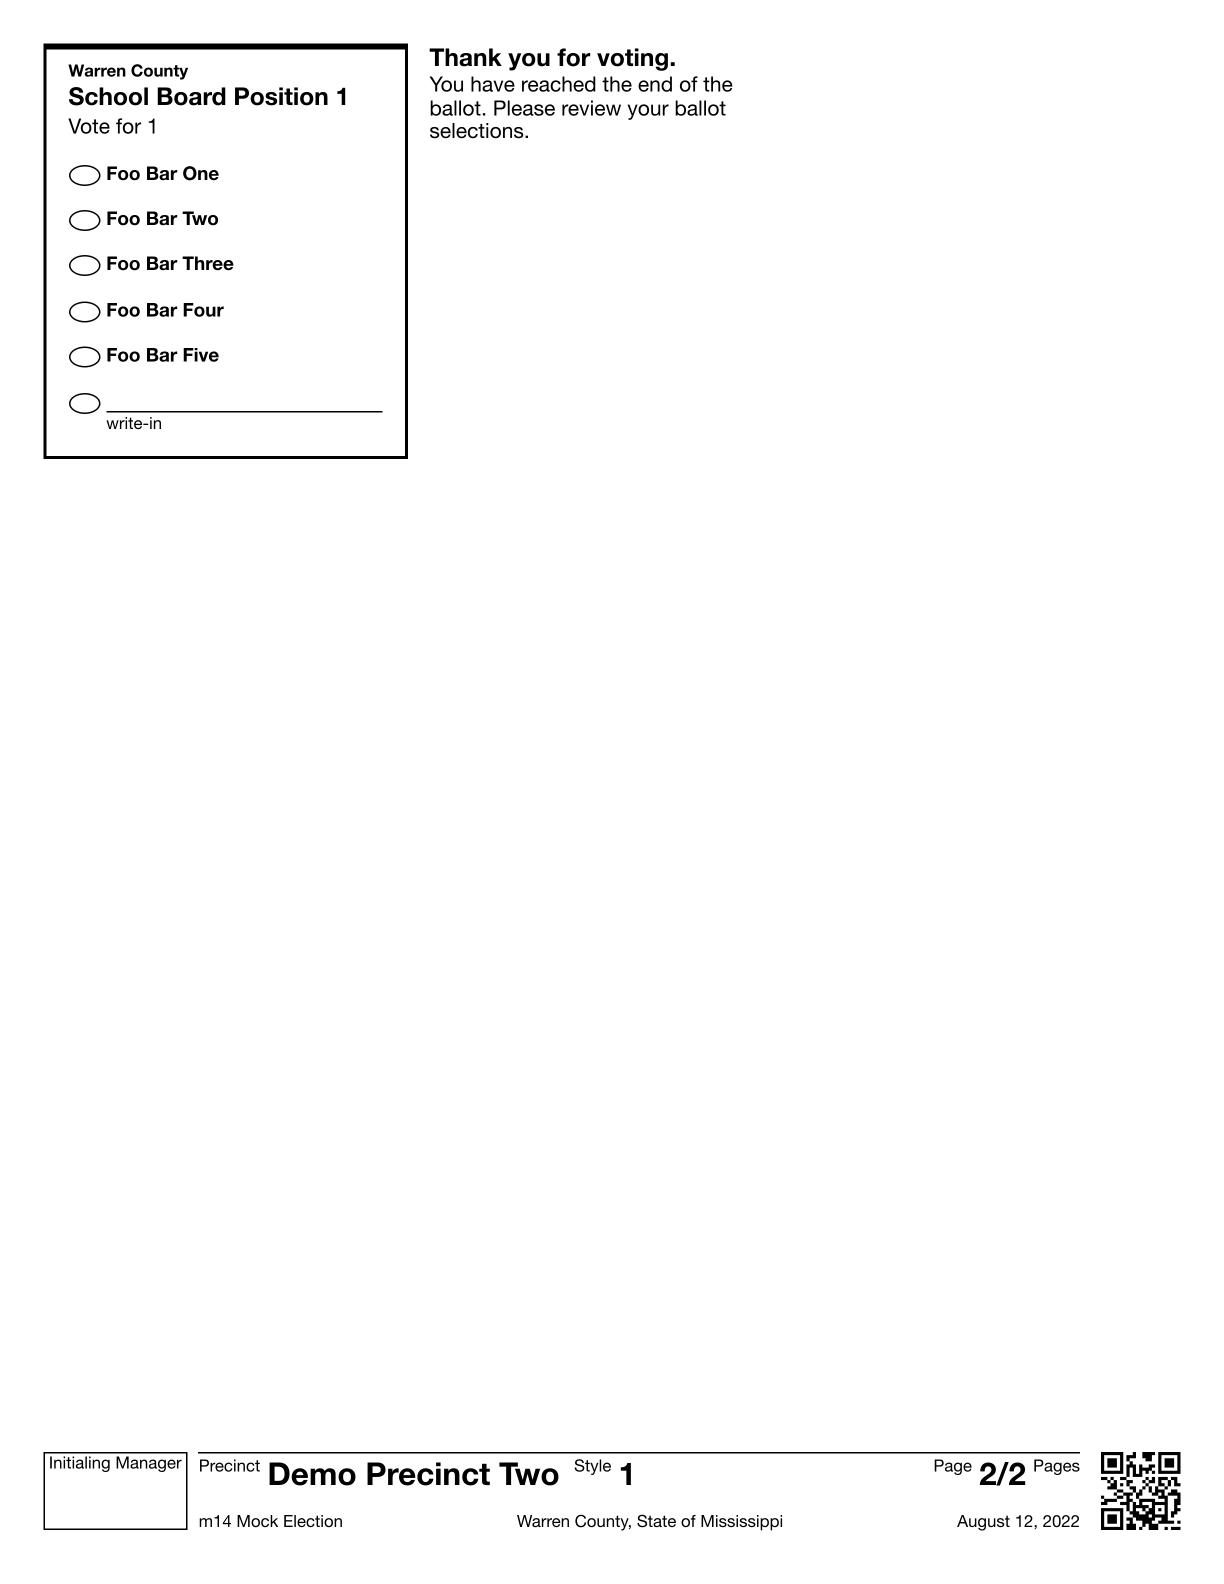 Warren County
School Board Position 1
Vote for 1
Foo Bar One
Foo Bar Two
Foo Bar Three
Foo Bar Four
Foo Bar Five
write-in
Thank you for voting.
You have reached the end of the
ballot. Please review your ballot
selections.
Initialing Manager
Precinct Demo Precinct Two Style 1 Page 2/2 Pages
m14 Mock Election Warren County, State of Mississippi August 12, 2022